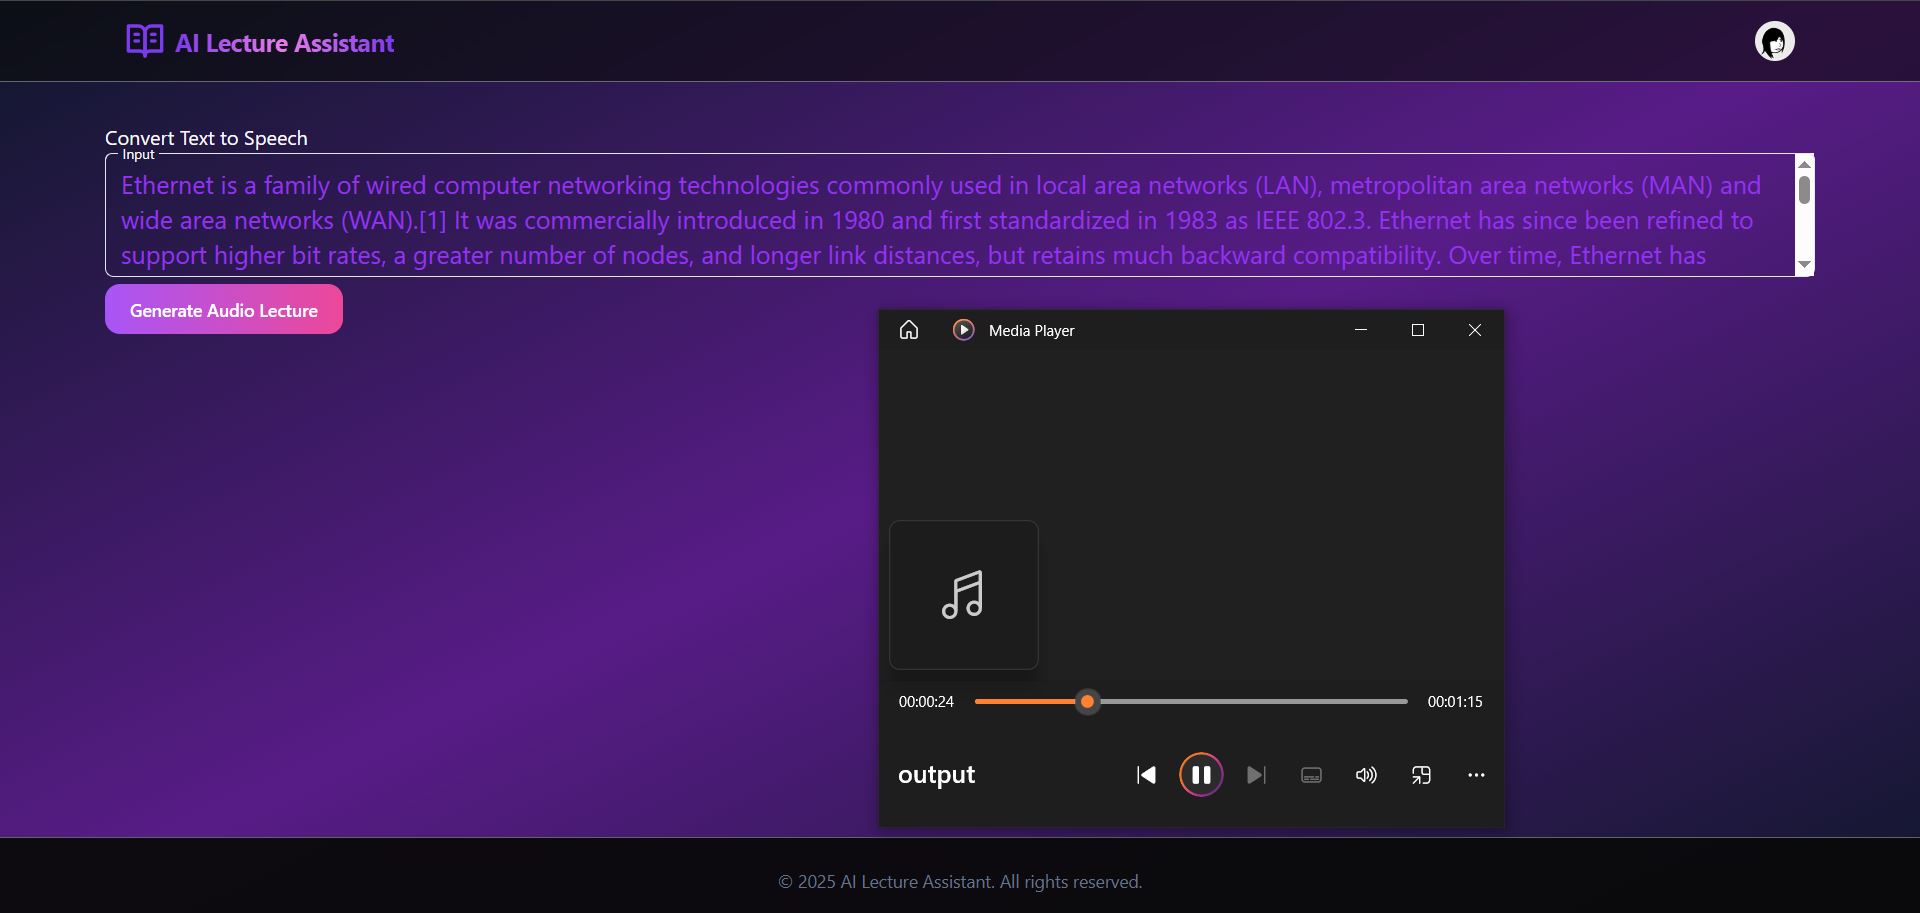 AI Lecture Assistant
Convert Text to Speech
Input
Ethernet is a family of wired computer networking technologies commonly used in local area networks (LAN), metropolitan area networks (MAN) and
wide area networks (WAN).[1] It was commercially introduced in 1980 and first standardized in 1983 as IEEE 802.3. Ethernet has since been refined to
support higher bit rates, a greater number of nodes, and longer link distances, but retains much backward compatibility. Over time, Ethernet has
Generate Audio Lecture
Media Player
00:00:24
00:01:15
output
© 2025 AI Lecture Assistant. All rights reserved.